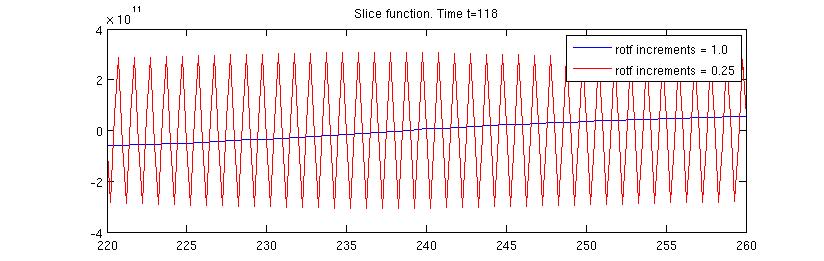 Slice function. Time t=118
× 10^11
4
2
0
-2
-4
rotf increments = 1.0
rotf increments = 0.25
220 225 230 235 240 245 250 255 260